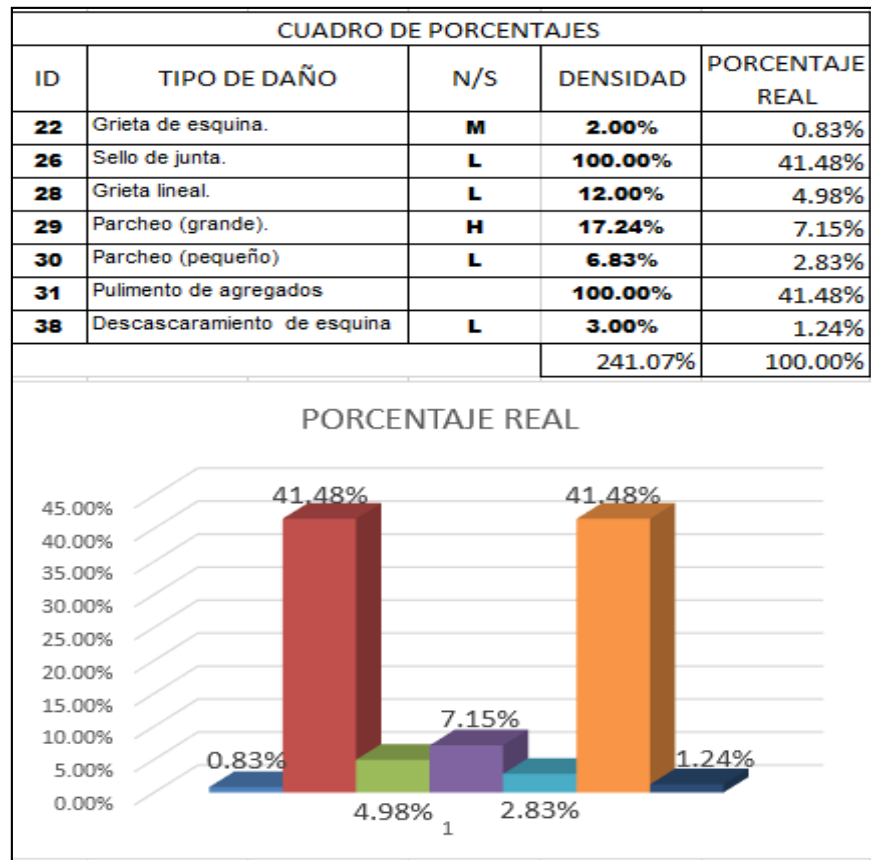 CUADRO DE PORCENTAJES
ID TIPO DE DAÑO N/S DENSIDAD PORCENTAJE REAL
22 Grieta de esquina. M 2.00% 0.83%
26 Sello de junta. L 100.00% 41.48%
28 Grieta lineal. L 12.00% 4.98%
29 Parcheo (grande). H 17.24% 7.15%
30 Parcheo (pequeño) L 6.83% 2.83%
31 Pulimento de agregados 100.00% 41.48%
38 Descascaramiento de esquina L 3.00% 1.24%
241.07% 100.00%
PORCENTAJE REAL
45.00%
40.00%
35.00%
30.00%
25.00%
20.00%
15.00%
10.00%
5.00%
0.00%
0.83%
41.48%
4.98%
7.15%
2.83%
41.48%
1.24%
1